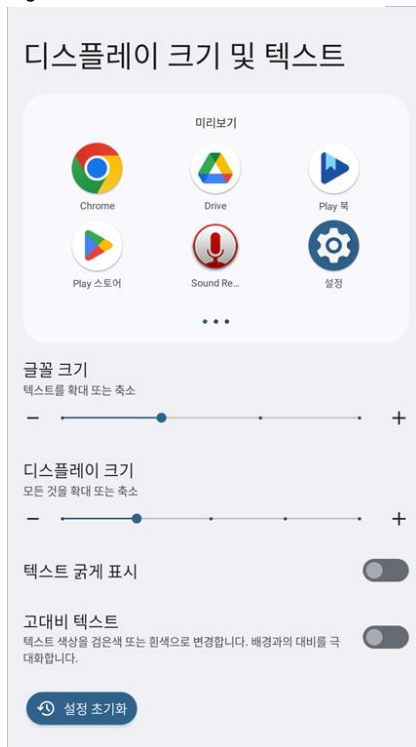 디스플레이 크기 및 텍스트
미리보기
Chrome
Drive
Play 북
Play 스토어
Sound Re...
설정
글꼴 크기
텍스트를 확대 또는 축소
디스플레이 크기
모든 것을 확대 또는 축소
텍스트 굵게 표시
고대비 텍스트
텍스트 색상을 검은색 또는 흰색으로 변경합니다. 배경과의 대비를 극
대화합니다.
설정 초기화